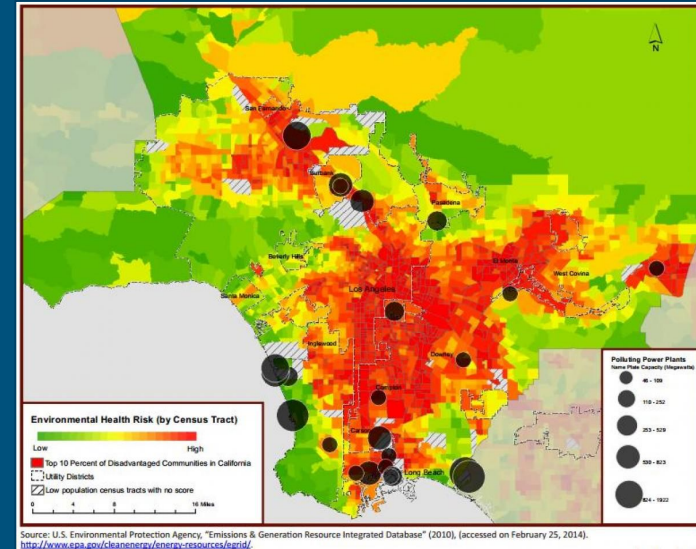 N
San Fernando
Burbank
Pasadena
Beverly Hills
El Monte
West Covina
Los Angeles
Santa Monica
Inglewood
Downey
Compton
Carson
Long Beach
Environmental Health Risk (by Census Tract)
Low
High
Top 10 Percent of Disadvantaged Communities in California
Utility Districts
Low population census tracts with no score
0 4 8 16 Miles
Polluting Power Plants
Name Plate Capacity (Megawatts)
46 - 109
110 - 252
253 - 529
530 - 823
824 - 1922
Source: U.S. Environmental Protection Agency, "Emissions & Generation Resource Integrated Database" (2010), (accessed on February 25, 2014).
http://www.epa.gov/cleanenergy/energy-resources/egrid/.